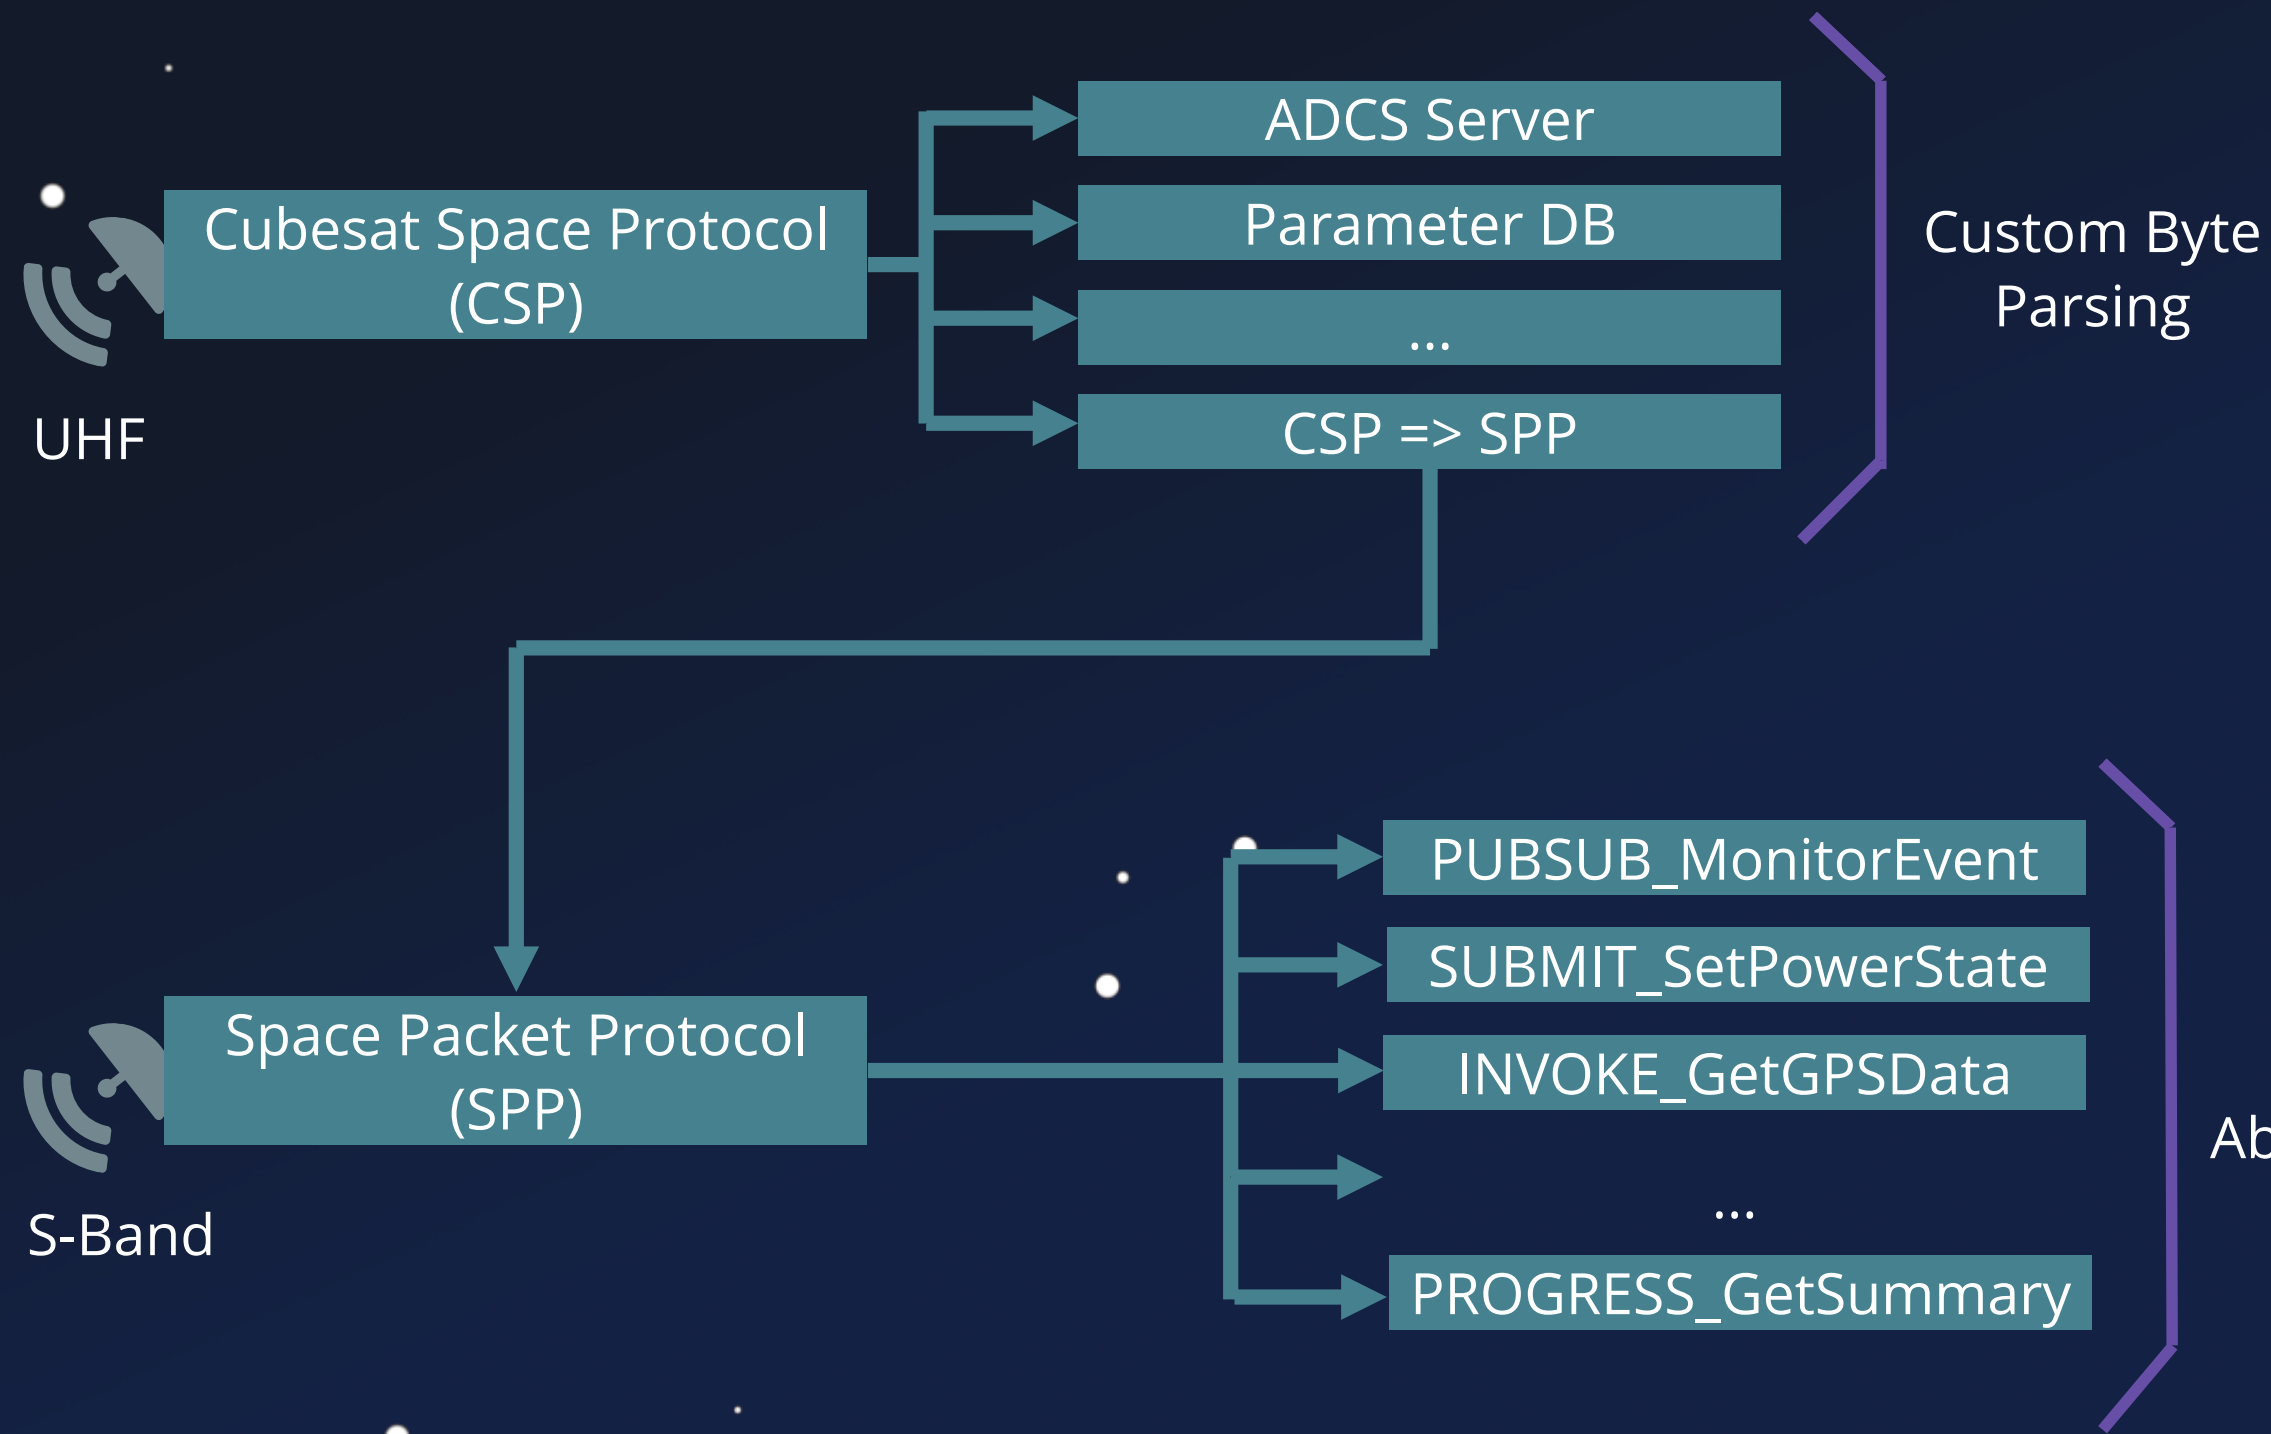 ADCS Server
Cubesat Space Protocol
(CSP)
Parameter DB
...
CSP => SPP
Custom Byte
Parsing
UHF
PUBSUB_MonitorEvent
SUBMIT_SetPowerState
Space Packet Protocol
(SPP)
INVOKE_GetGPSData
...
PROGRESS_GetSummary
S-Band